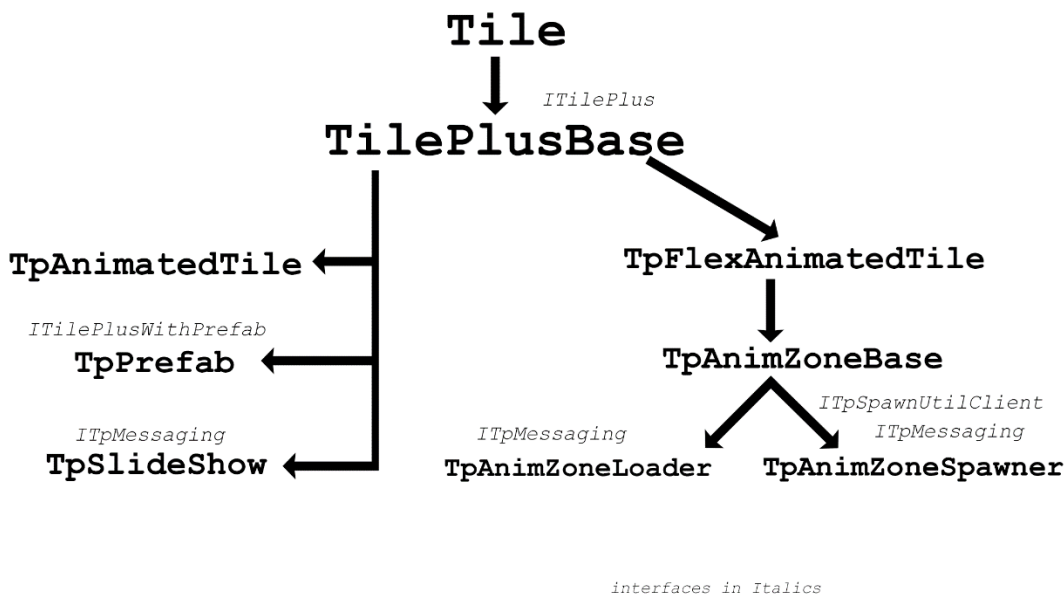 Tile
ITilePlus
TilePlusBase
TpAnimatedTile
ITilePlusWithPrefab
TpPrefab
ITpMessaging
TpSlideShow
TpFlexAnimatedTile
TpAnimZoneBase
ITpMessaging
TpAnimZoneLoader
ITpSpawnUtilClient
ITpMessaging
TpAnimZoneSpawner
interfaces in Italics